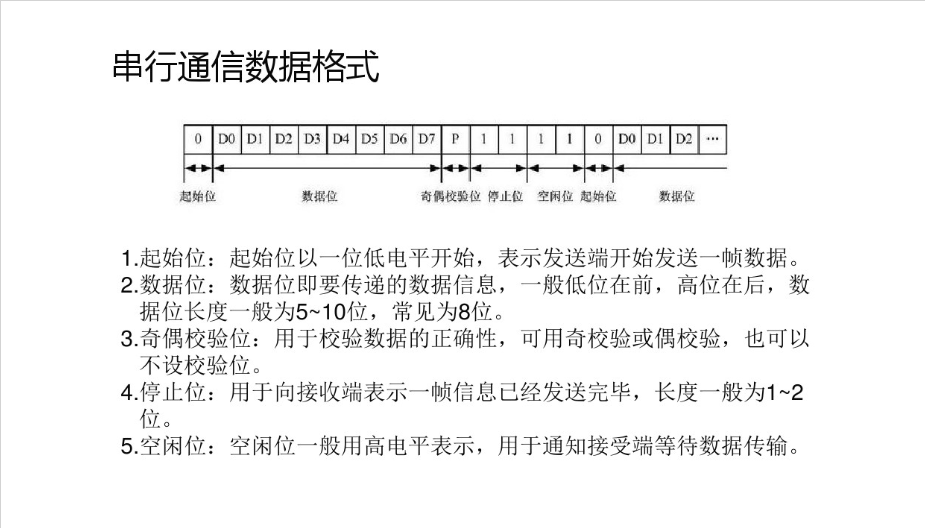 串行通信数据格式
0 D0 D1 D2 D3 D4 D5 D6 D7 P 1 1 1 1 0 D0 D1 D2 ···
起始位 数据位 奇偶校验位 停止位 空闲位 起始位 数据位
1.起始位：起始位以一位低电平开始，表示发送端开始发送一帧数据。
2.数据位：数据位即要传递的数据信息，一般低位在前，高位在后，数
据位长度一般为5~10位，常见为8位。
3.奇偶校验位：用于校验数据的正确性，可用奇校验或偶校验，也可以
不设校验位。
4.停止位：用于向接收端表示一帧信息已经发送完毕，长度一般为1~2
位。
5.空闲位：空闲位一般用高电平表示，用于通知接受端等待数据传输。